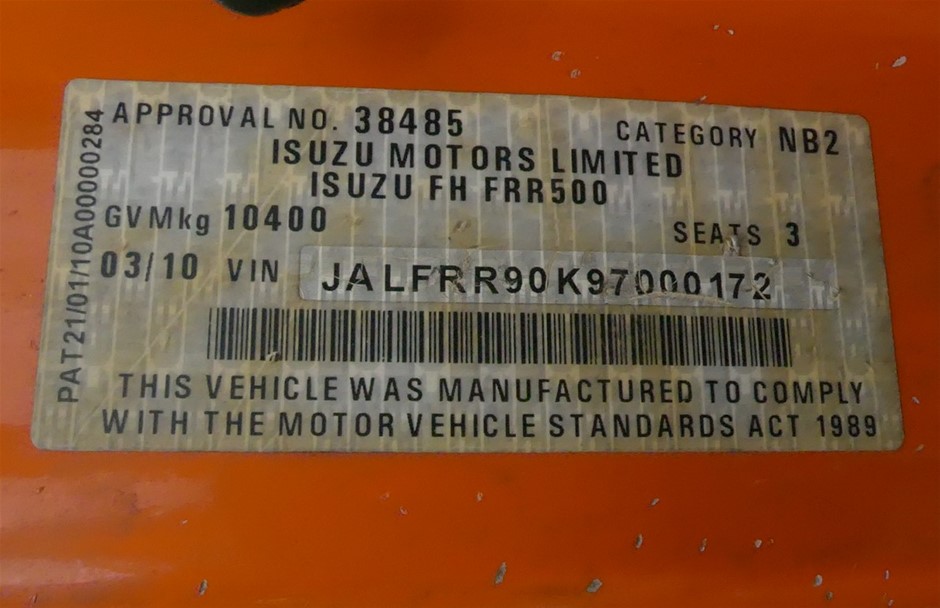 PAT21/01/10A000000284
APPROVAL NO. 38485 CATEGORY NB2
ISUZU MOTORS LIMITED
ISUZU FH FRR500
GVMkg 10400 SEATS 3
03/10 VIN JALFRR90K97000172
THIS VEHICLE WAS MANUFACTURED TO COMPLY
WITH THE MOTOR VEHICLE STANDARDS ACT 1989